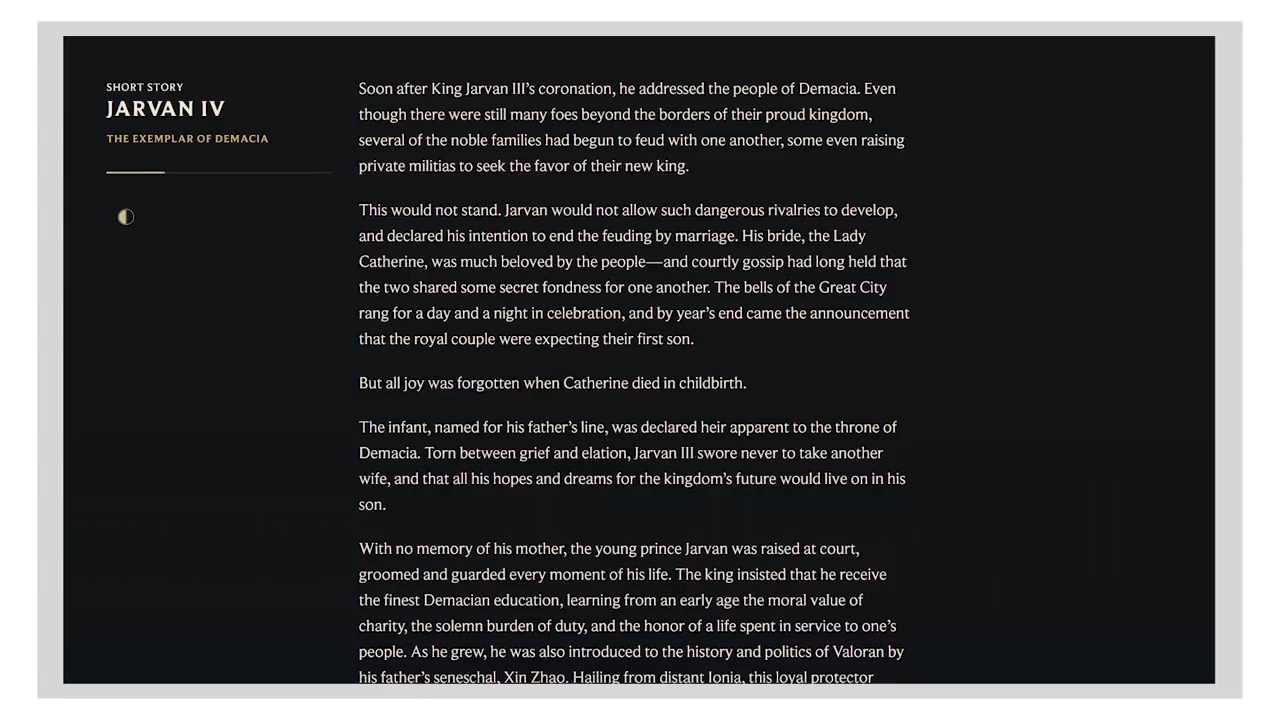 SHORT STORY
JARVAN IV
THE EXEMPLAR OF DEMACIA
Soon after King Jarvan III’s coronation, he addressed the people of Demacia. Even
though there were still many foes beyond the borders of their proud kingdom,
several of the noble families had begun to feud with one another, some even raising
private militias to seek the favor of their new king.
This would not stand. Jarvan would not allow such dangerous rivalries to develop,
and declared his intention to end the feuding by marriage. His bride, the Lady
Catherine, was much beloved by the people—and courtly gossip had long held that
the two shared some secret fondness for one another. The bells of the Great City
rang for a day and a night in celebration, and by year’s end came the announcement
that the royal couple were expecting their first son.
But all joy was forgotten when Catherine died in childbirth.
The infant, named for his father’s line, was declared heir apparent to the throne of
Demacia. Torn between grief and elation, Jarvan III swore never to take another
wife, and that all his hopes and dreams for the kingdom’s future would live on in his
son.
With no memory of his mother, the young prince Jarvan was raised at court,
groomed and guarded every moment of his life. The king insisted that he receive
the finest Demacian education, learning from an early age the moral value of
charity, the solemn burden of duty, and the honor of a life spent in service to one’s
people. As he grew, he was also introduced to the history and politics of Valoran by
his father’s seneschal, Xin Zhao. Hailing from distant Ionia, this loyal protector